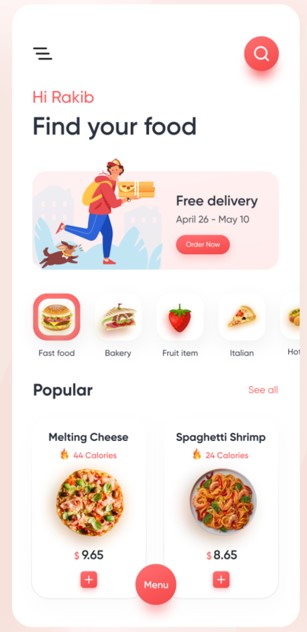 Hi Rakib
Find your food
Free delivery
April 26 - May 10
Order Now
Fast food
Bakery
Fruit item
Italian
Popular
See all
Melting Cheese
44 Calories
$ 9.65
Spaghetti Shrimp
24 Calories
$ 8.65
Menu